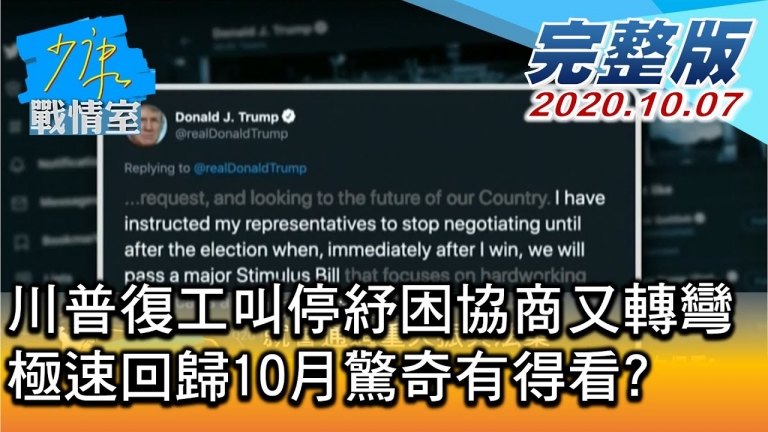 少康
戰情室
完整版
2020.10.07
Donald J. Trump
Donald J. Trump
@realDonaldTrump
Replying to @realDonaldTrump
...request, and looking to the future of our Country. I have
instructed my representatives to stop negotiating until
after the election when, immediately after I win, we will
pass a major Stimulus Bill that focuses on hardworking
川普復工叫停紓困協商又轉彎
極速回歸10月驚奇有得看?